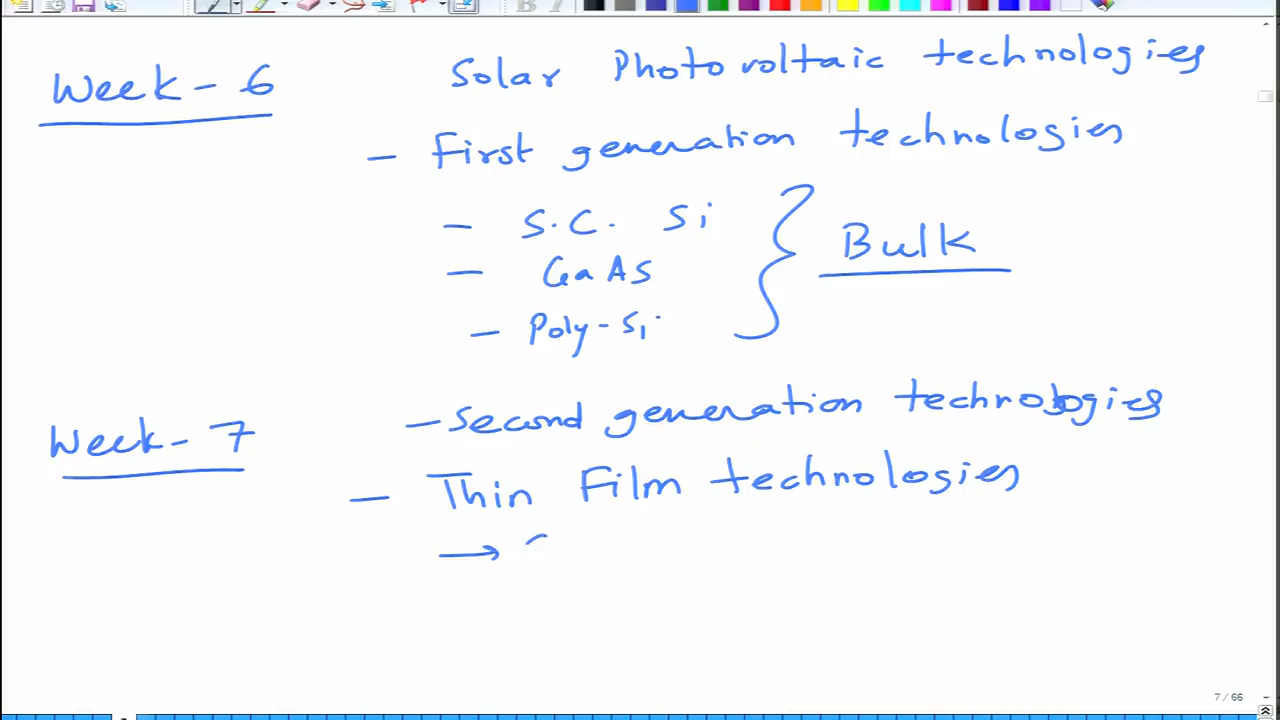 Week - 6 Solar Photovoltaic technologies
- First generation technologies
- S.C. Si
- GaAs
- Poly-Si
} Bulk
Week - 7 - Second generation technologies
- Thin Film technologies
→
7 / 66